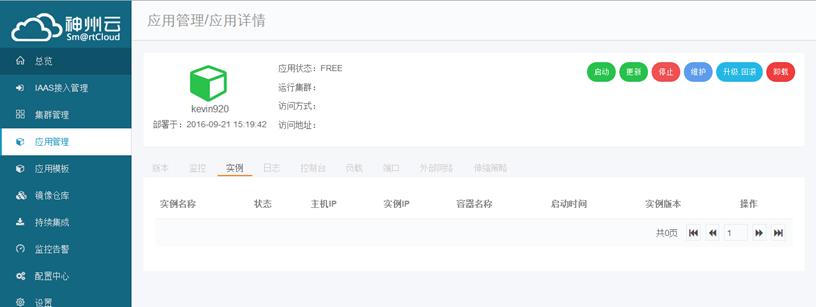 神州云
Sm@rtCloud
总览
IAAS接入管理
集群管理
应用管理
应用模板
镜像仓库
持续集成
监控告警
配置中心
设置
应用管理/应用详情
kevin920
部署于：2016-09-21 15:19:42
应用状态：FREE
运行集群：
访问方式：
访问地址：
启动 更新 停止 维护 升级.回滚 卸载
版本 监控 实例 日志 控制台 负载 端口 外部网络 伸缩策略
实例名称 状态 主机IP 实例IP 容器名称 启动时间 实例版本 操作
共0页 1